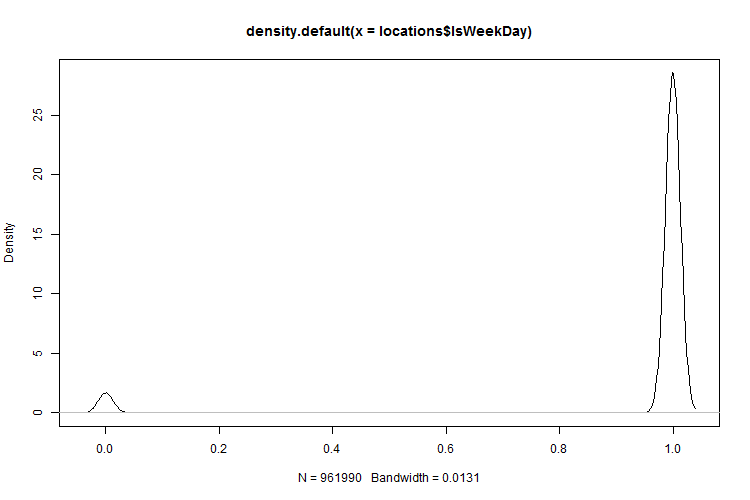 density.default(x = locations$IsWeekDay)
Density
25
20
15
10
5
0
0.0 0.2 0.4 0.6 0.8 1.0
N = 961990 Bandwidth = 0.0131